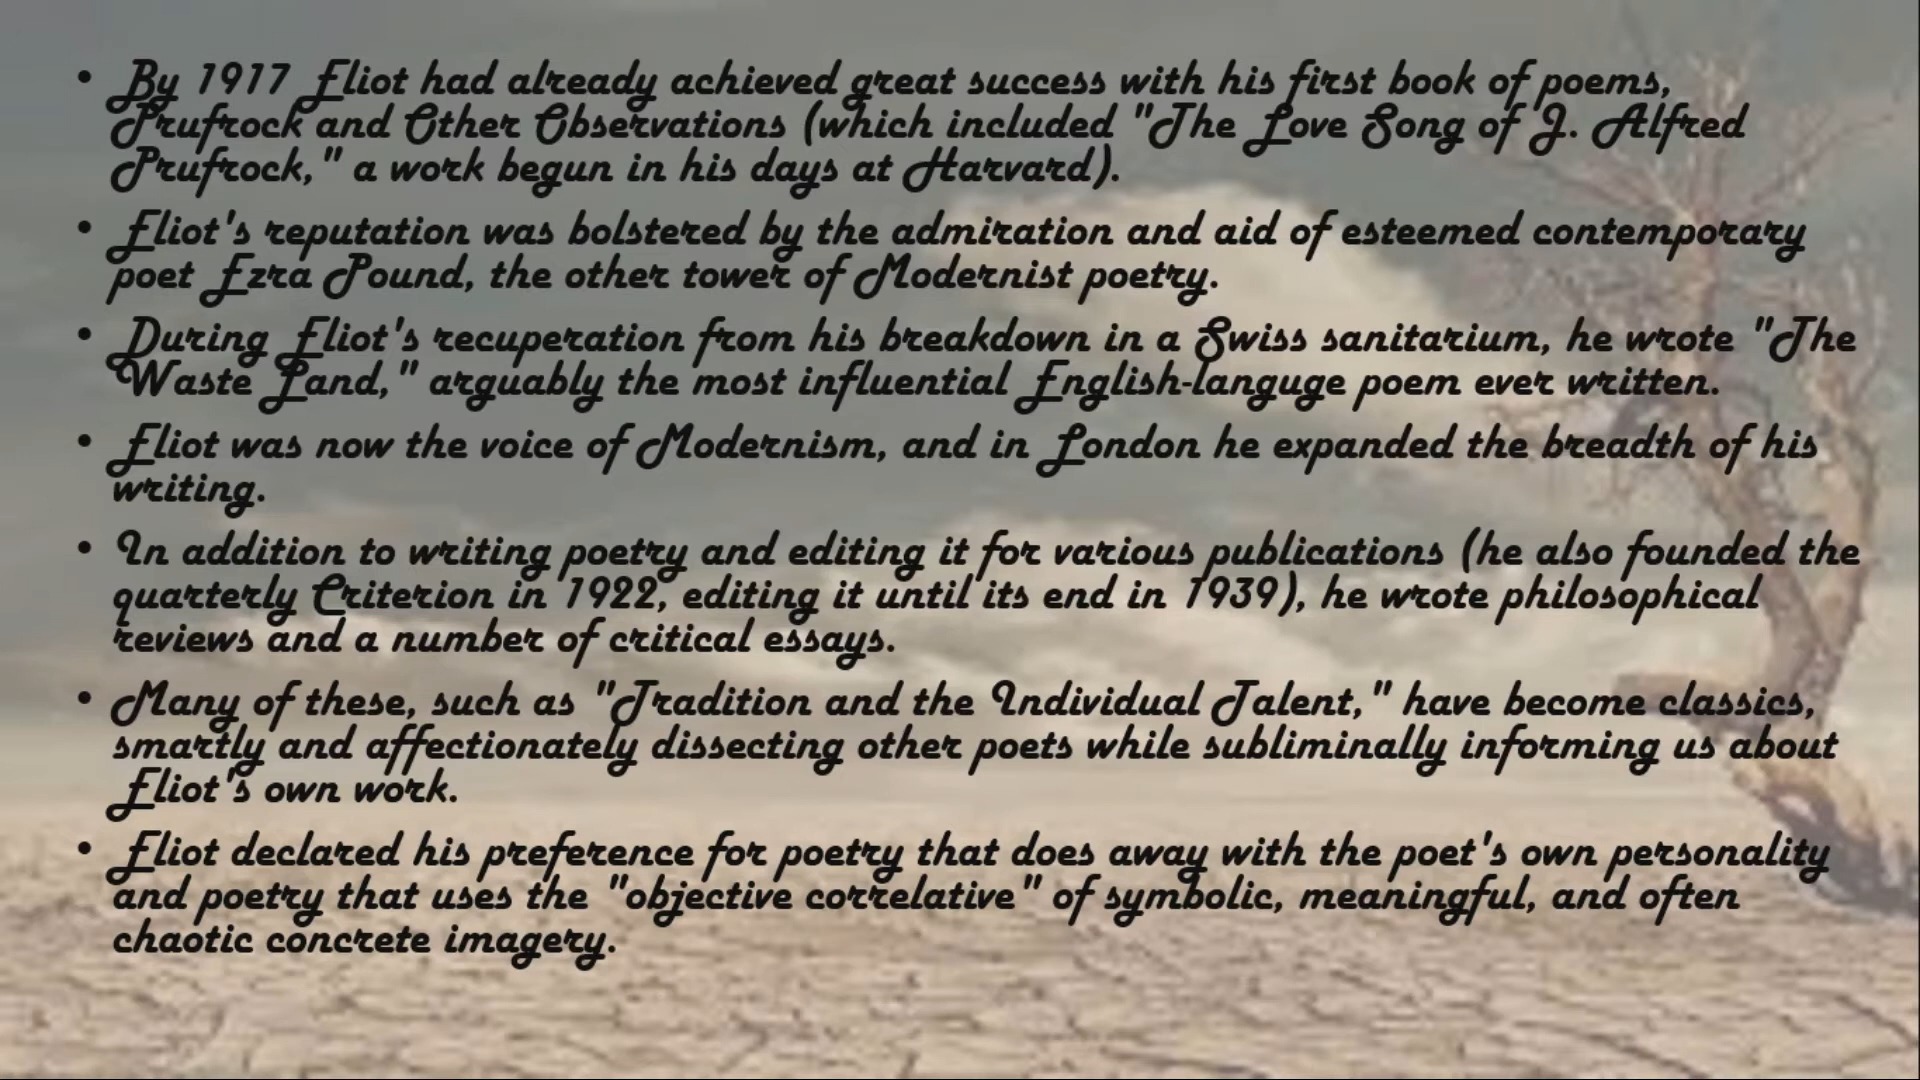 • By 1917 Eliot had already achieved great success with his first book of poems,
Prufrock and Other Observations (which included "The Love Song of J. Alfred
Prufrock," a work begun in his days at Harvard).
• Eliot's reputation was bolstered by the admiration and aid of esteemed contemporary
poet Ezra Pound, the other tower of Modernist poetry.
• During Eliot's recuperation from his breakdown in a Swiss sanitarium, he wrote "The
Waste Land," arguably the most influential English-languge poem ever written.
• Eliot was now the voice of Modernism, and in London he expanded the breadth of his
writing.
• In addition to writing poetry and editing it for various publications (he also founded the
quarterly Criterion in 1922, editing it until its end in 1939), he wrote philosophical
reviews and a number of critical essays.
• Many of these, such as "Tradition and the Individual Talent," have become classics,
smartly and affectionately dissecting other poets while subliminally informing us about
Eliot's own work.
• Eliot declared his preference for poetry that does away with the poet's own personality
and poetry that uses the "objective correlative" of symbolic, meaningful, and often
chaotic concrete imagery.